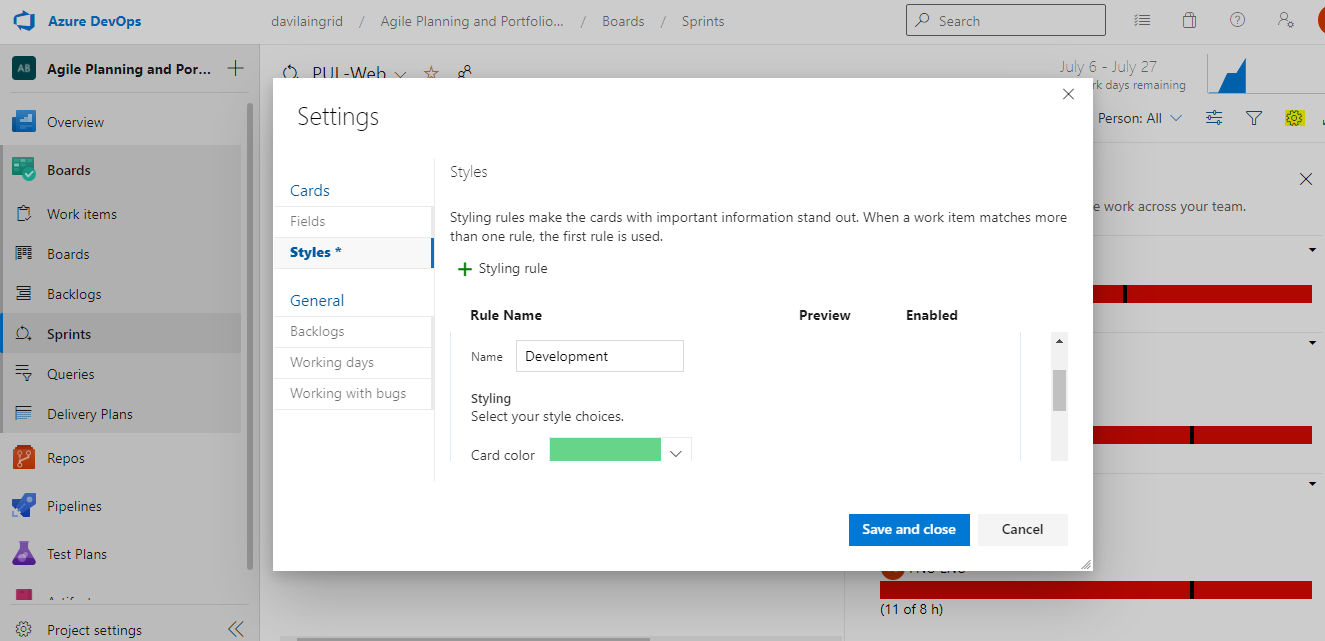 Azure DevOps
davilaingrid / Agile Planning and Portfolio... / Boards / Sprints
Search
AB Agile Planning and Por...
PUL-Web
July 6 - July 27
rk days remaining
Person: All
Overview
Boards
Work items
Boards
Backlogs
Sprints
Queries
Delivery Plans
Repos
Pipelines
Test Plans
Project settings
Settings
Cards
Fields
Styles *
General
Backlogs
Working days
Working with bugs
Styles
Styling rules make the cards with important information stand out. When a work item matches more
than one rule, the first rule is used.
Styling rule
Rule Name Preview Enabled
Name Development
Styling
Select your style choices.
Card color
Save and close Cancel
e work across your team.
(11 of 8 h)